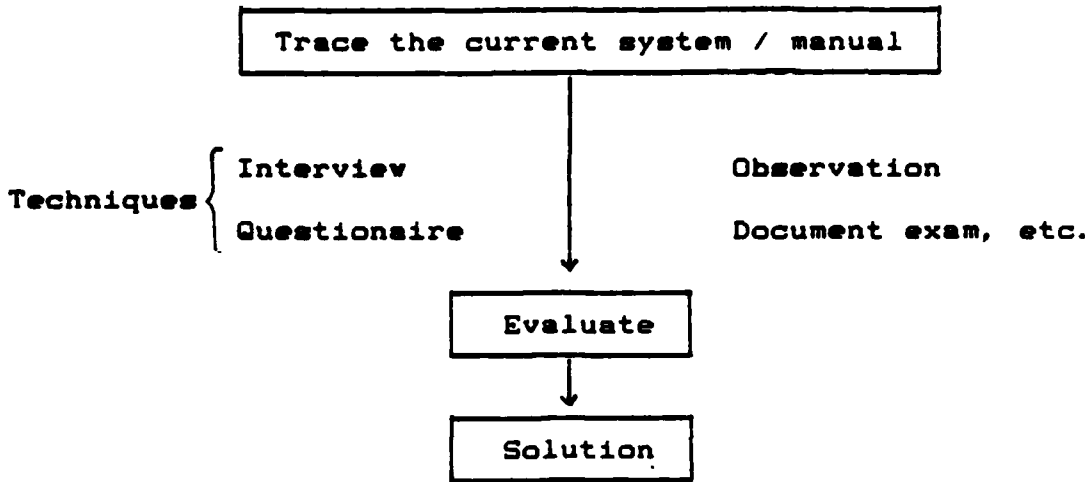 Trace the current system / manual
Interview Observation
Techniques
Questionaire Document exam, etc.
Evaluate
Solution